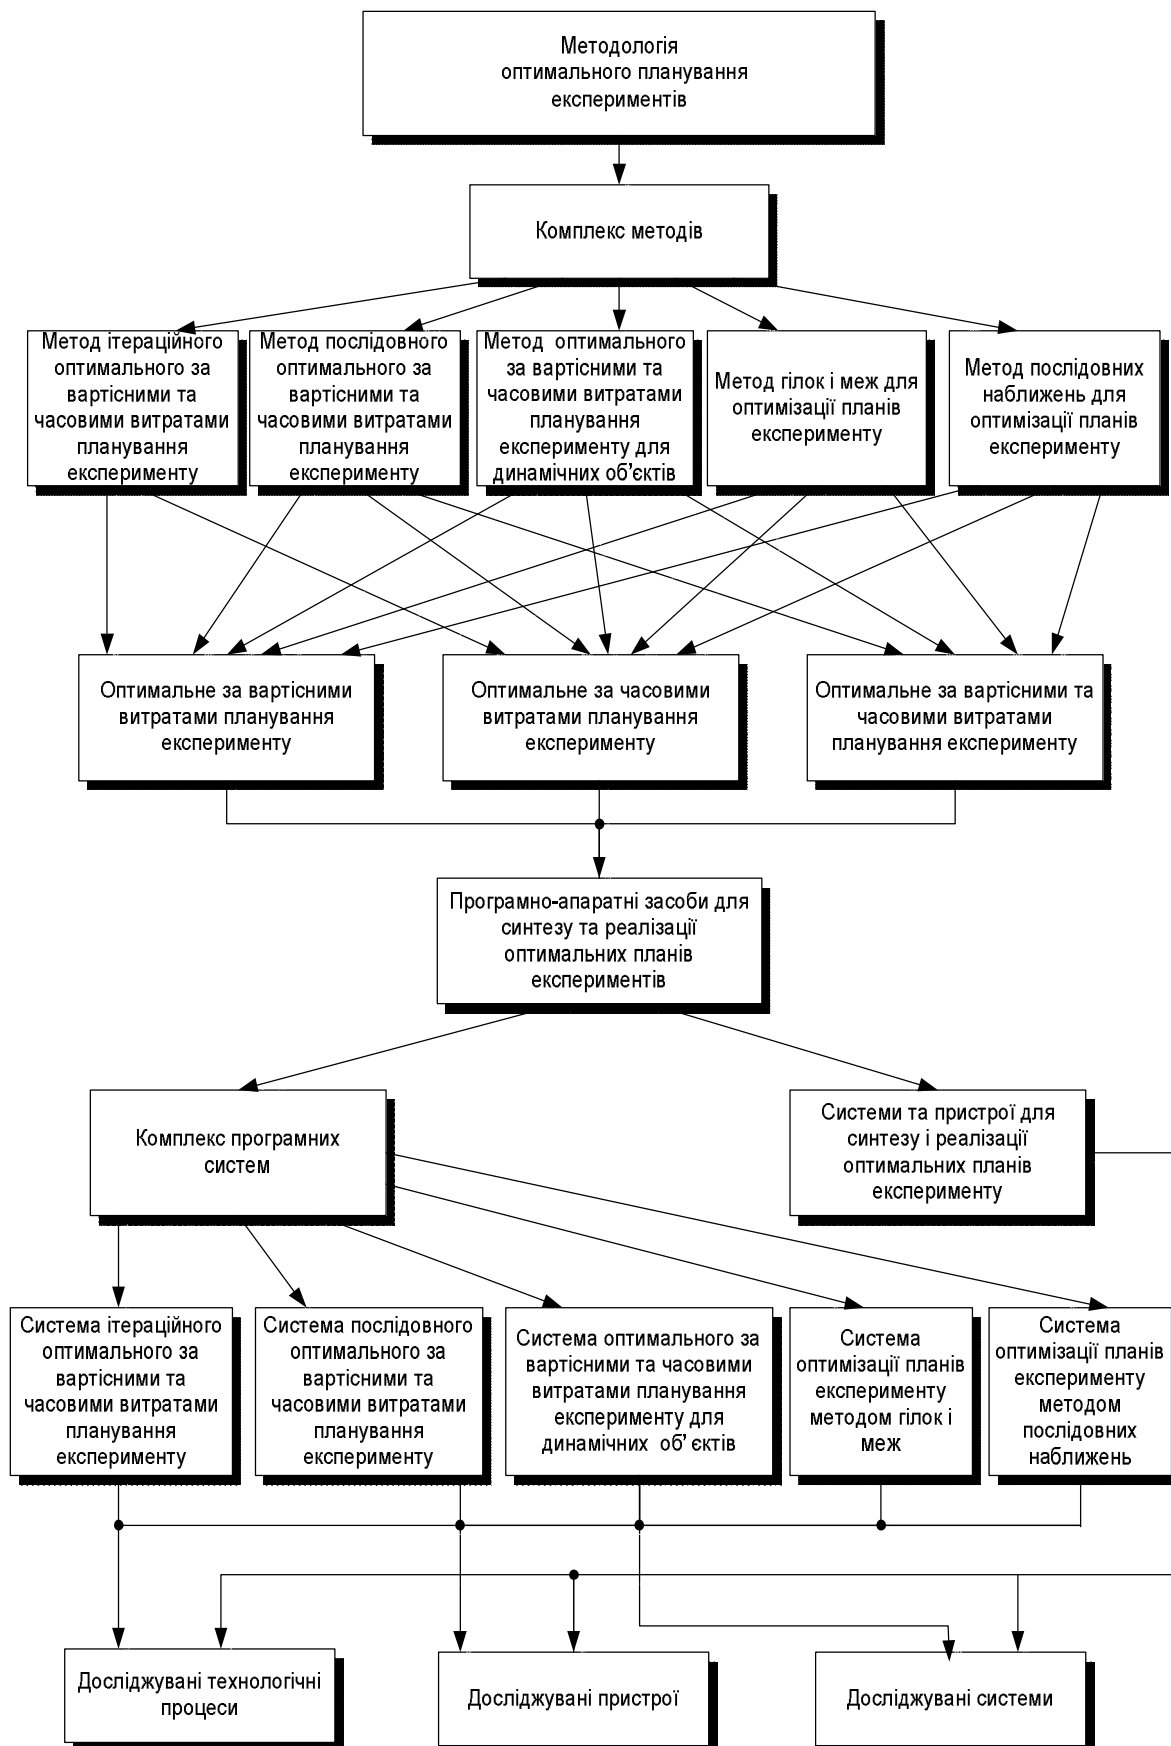 Методологія
оптимального планування
експериментів
Комплекс методів
Метод ітераційного
оптимального за
вартісними та
часовими витратами
планування
експерименту
Метод послідовного
оптимального за
вартісними та
часовими витратами
планування
експерименту
Метод оптимального
за вартісними та
часовими витратами
планування
експерименту для
динамічних об'єктів
Метод гілок і меж для
оптимізації планів
експерименту
Метод послідовних
наближень для
оптимізації планів
експерименту
Оптимальне за вартісними
витратами планування
експерименту
Оптимальне за часовими
витратами планування
експерименту
Оптимальне за вартісними та
часовими витратами
планування експерименту
Програмно-апаратні засоби для
синтезу та реалізації
оптимальних планів
експериментів
Комплекс програмних
систем
Системи та пристрої для
синтезу і реалізації
оптимальних планів
експерименту
Система ітераційного
оптимального за
вартісними та
часовими витратами
планування
експерименту
Система послідовного
оптимального за
вартісними та
часовими витратами
планування
експерименту
Система оптимального за
вартісними та часовими
витратами планування
експерименту для
динамічних об' єктів
Система
оптимізації планів
експерименту
методом гілок і
меж
Система
оптимізації планів
експерименту
методом
послідовних
наближень
Досліджувані технологічні
процеси
Досліджувані пристрої
Досліджувані системи